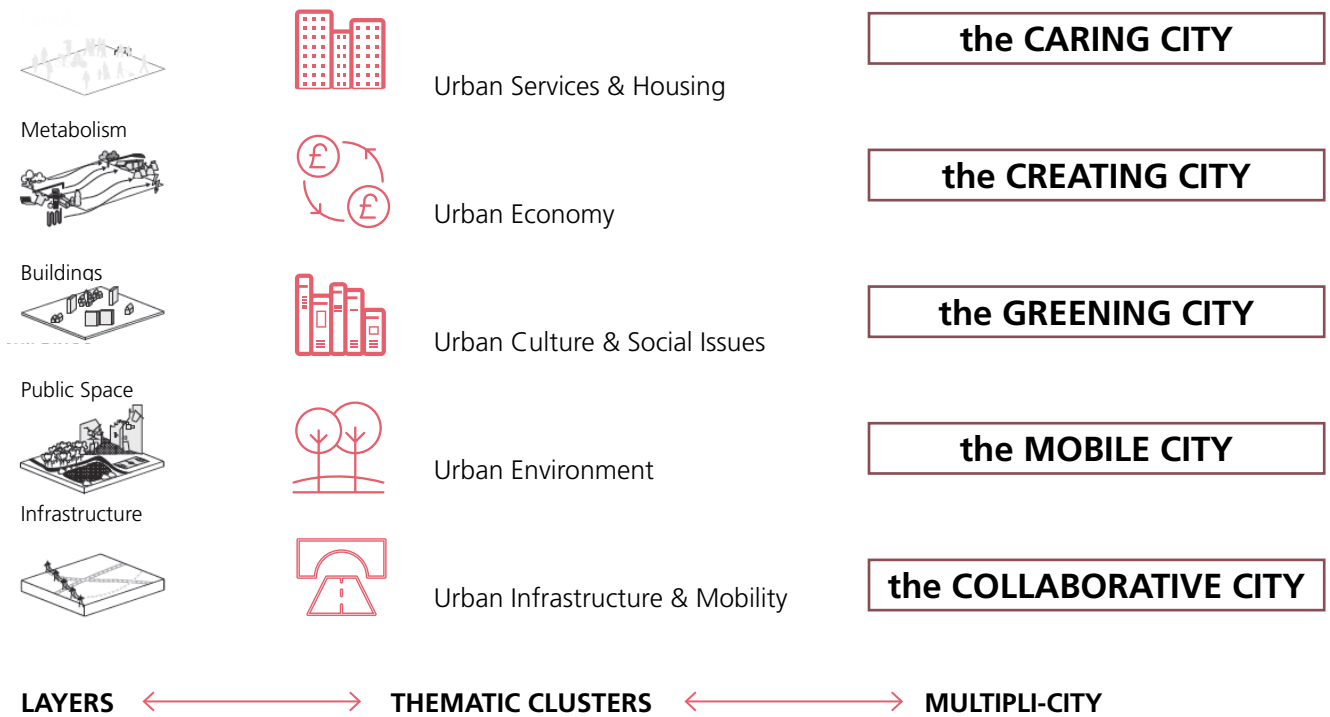 the CARING CITY
Urban Services & Housing
Metabolism
£
£
the CREATING CITY
Urban Economy
Buildings
the GREENING CITY
Urban Culture & Social Issues
Public Space
the MOBILE CITY
Urban Environment
Infrastructure
the COLLABORATIVE CITY
Urban Infrastructure & Mobility
LAYERS THEMATIC CLUSTERS MULTIPLI-CITY